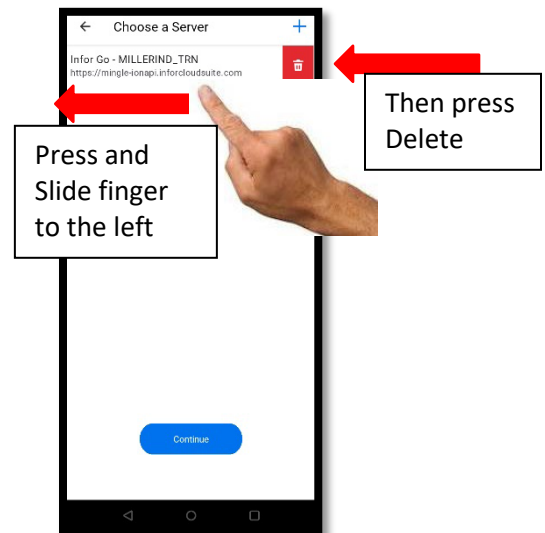 Choose a Server
Infor Go - MILLERIND_TRN
https://mingle-ionapi.inforcloudsuite.com
Then press
Delete
Press and
Slide finger
to the left
Continue